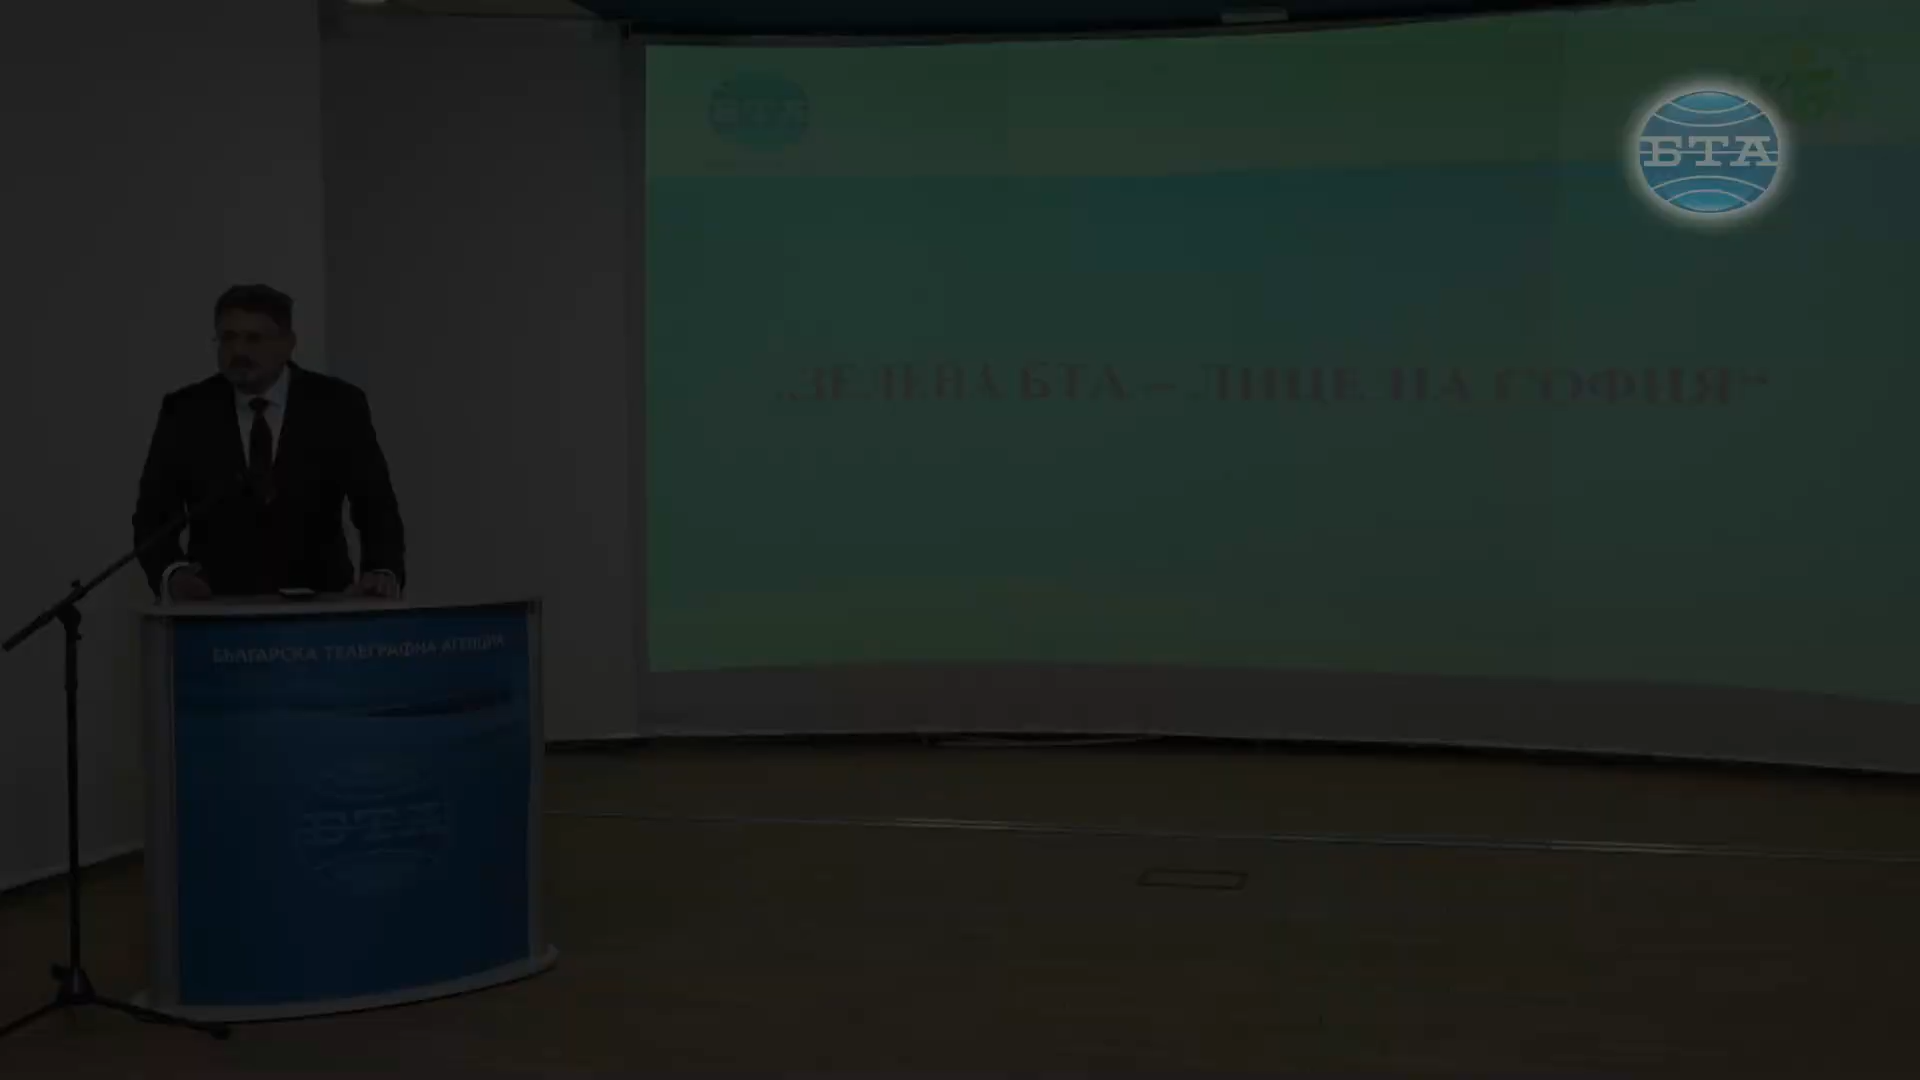 БТА
„ЗЕЛЕНА БТА – ЛИЦЕ НА СОФИЯ“
БЪЛГАРСКА ТЕЛЕГРАФНА АГЕНЦИЯ
БТА